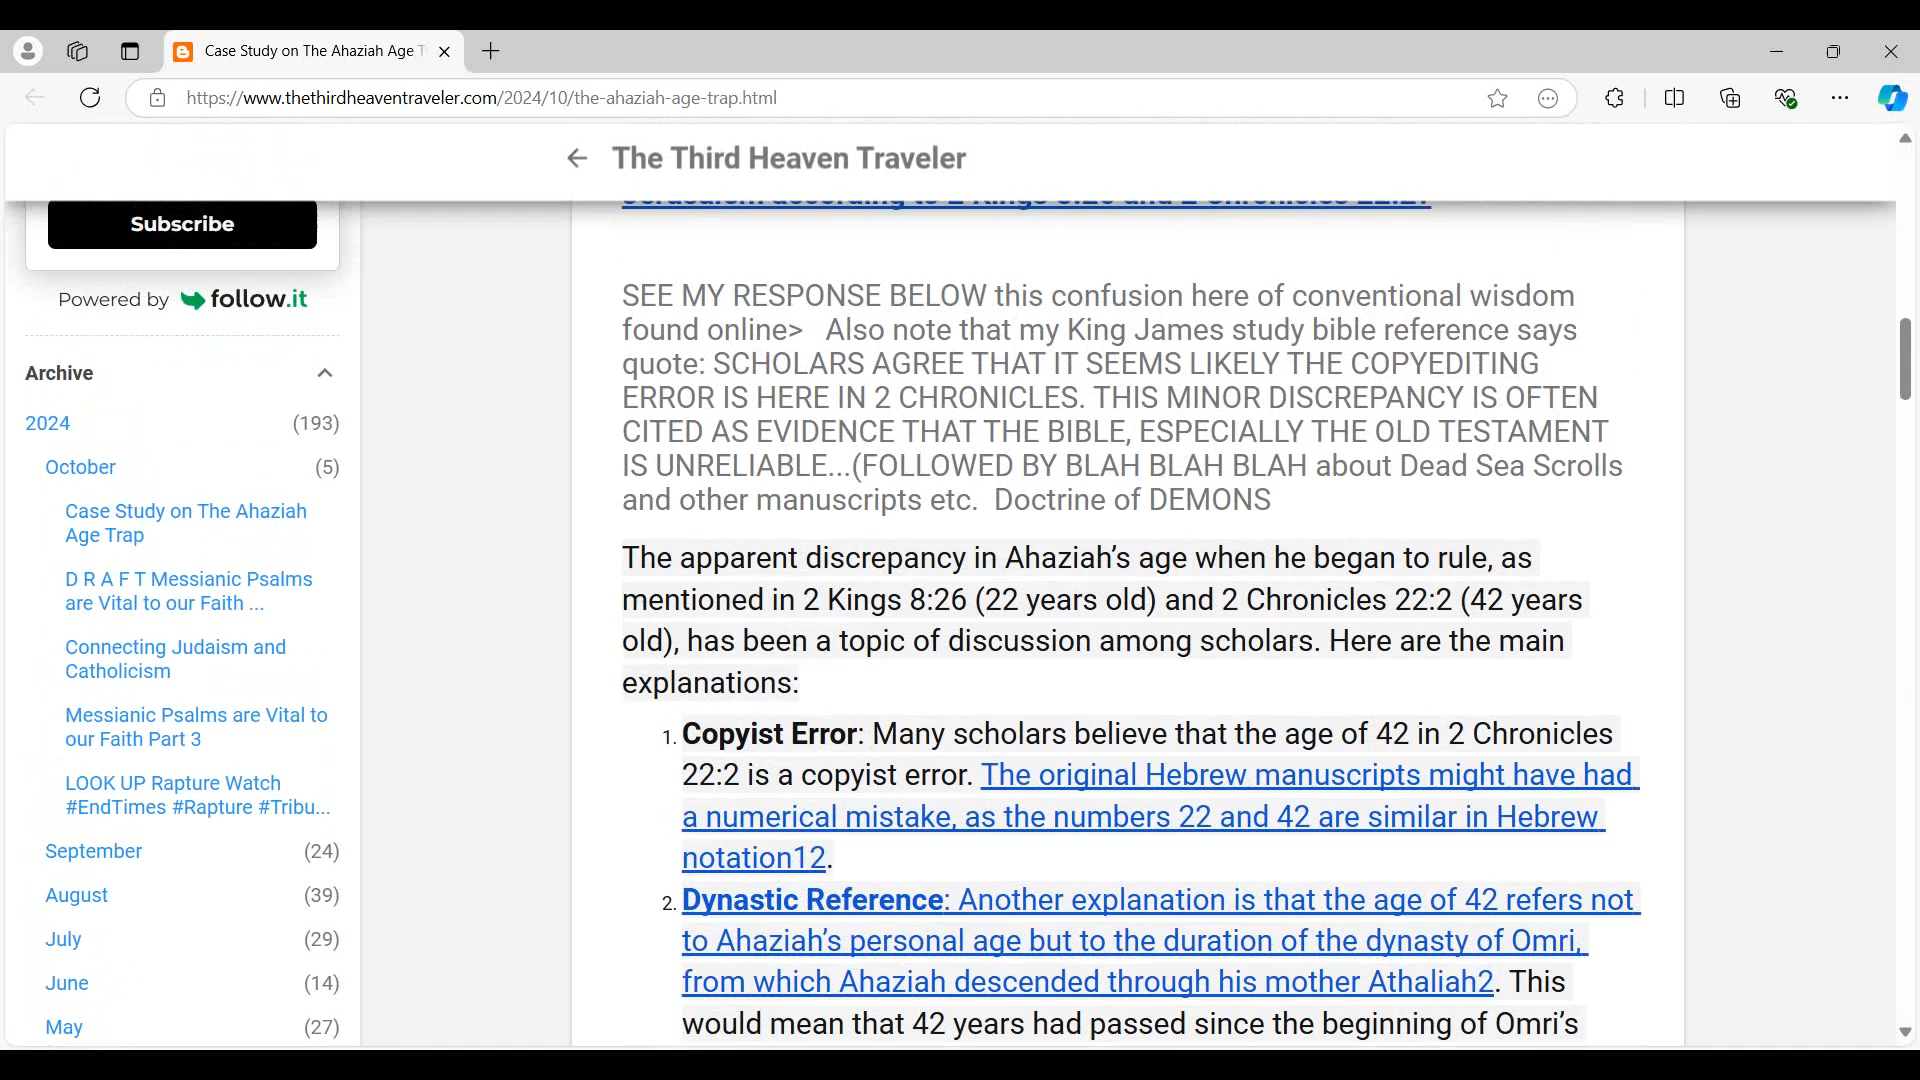 Case Study on The Ahaziah Age T
https://www.thethirdheaventraveler.com/2024/10/the-ahaziah-age-trap.html
The Third Heaven Traveler
Jerusalem according to 2 Kings 8:26 and 2 Chronicles 22:2?
Subscribe
Powered by follow.it
Archive
2024 (193)
October (5)
Case Study on The Ahaziah
Age Trap
D R A F T Messianic Psalms
are Vital to our Faith ...
Connecting Judaism and
Catholicism
Messianic Psalms are Vital to
our Faith Part 3
LOOK UP Rapture Watch
#EndTimes #Rapture #Tribu...
September (24)
August (39)
July (29)
June (14)
May (27)
SEE MY RESPONSE BELOW this confusion here of conventional wisdom
found online> Also note that my King James study bible reference says
quote: SCHOLARS AGREE THAT IT SEEMS LIKELY THE COPYEDITING
ERROR IS HERE IN 2 CHRONICLES. THIS MINOR DISCREPANCY IS OFTEN
CITED AS EVIDENCE THAT THE BIBLE, ESPECIALLY THE OLD TESTAMENT
IS UNRELIABLE...(FOLLOWED BY BLAH BLAH BLAH about Dead Sea Scrolls
and other manuscripts etc. Doctrine of DEMONS
The apparent discrepancy in Ahaziah’s age when he began to rule, as
mentioned in 2 Kings 8:26 (22 years old) and 2 Chronicles 22:2 (42 years
old), has been a topic of discussion among scholars. Here are the main
explanations:
1. Copyist Error: Many scholars believe that the age of 42 in 2 Chronicles
22:2 is a copyist error. The original Hebrew manuscripts might have had
a numerical mistake, as the numbers 22 and 42 are similar in Hebrew
notation12.
2. Dynastic Reference: Another explanation is that the age of 42 refers not
to Ahaziah’s personal age but to the duration of the dynasty of Omri,
from which Ahaziah descended through his mother Athaliah2. This
would mean that 42 years had passed since the beginning of Omri’s